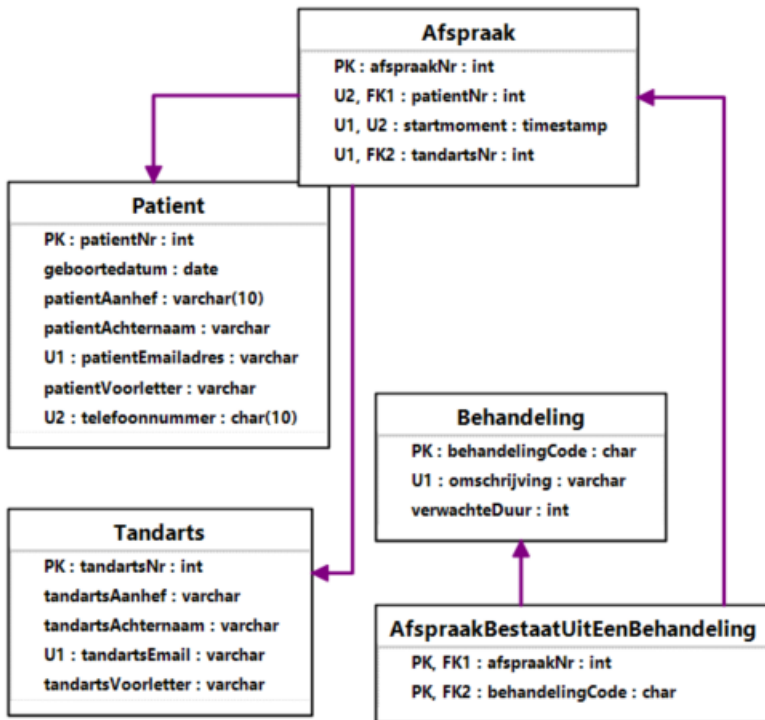 Afspraak
PK : afspraakNr : int
U2, FK1 : patientNr : int
U1, U2 : startmoment : timestamp
U1, FK2 : tandartsNr : int
Patient
PK : patientNr : int
geboortedatum : date
patientAanhef : varchar(10)
patientAchternaam : varchar
U1 : patientEmailadres : varchar
patientVoorletter : varchar
U2 : telefoonnummer : char(10)
Behandeling
PK : behandelingCode : char
U1 : omschrijving : varchar
verwachteDuur : int
Tandarts
PK : tandartsNr : int
tandartsAanhef : varchar
tandartsAchternaam : varchar
U1 : tandartsEmail : varchar
tandartsVoorletter : varchar
AfspraakBestaatUitEenBehandeling
PK, FK1 : afspraakNr : int
PK, FK2 : behandelingCode : char